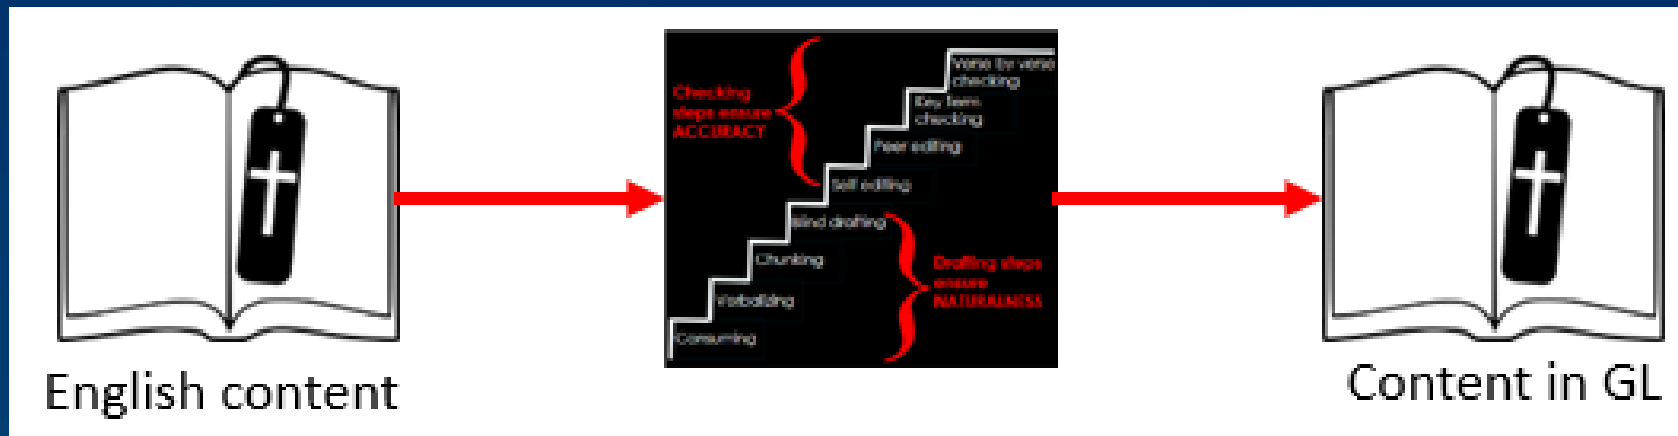 English content
Checking
steps ensure
ACCURACY
Verse by verse
checking
Key term
checking
Peer editing
Self editing
Blind drafting
Chunking
Verbalizing
Consuming
Drafting steps
ensure
NATURALNESS
Content in GL